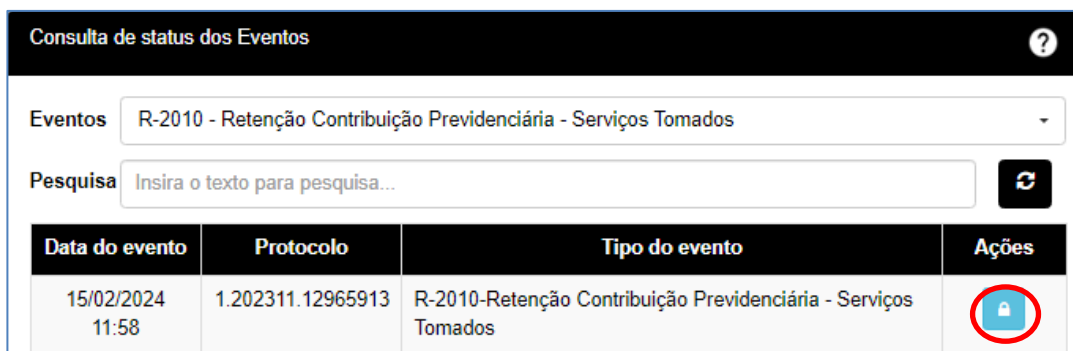 Consulta de status dos Eventos ?
Eventos R-2010 - Retenção Contribuição Previdenciária - Serviços Tomados
Pesquisa Insira o texto para pesquisa...
Data do evento Protocolo Tipo do evento Ações
15/02/2024 1.202311.12965913 R-2010-Retenção Contribuição Previdenciária - Serviços
11:58 Tomados